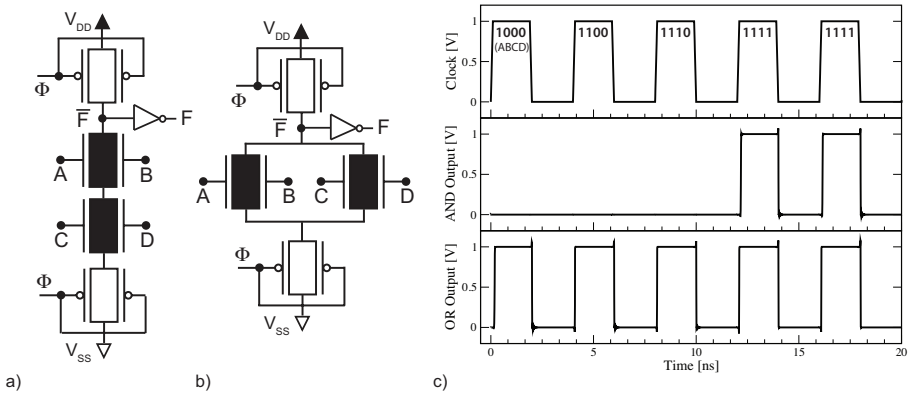 V_DD
Φ
F̅
F
A
B
C
D
Φ
V_SS
a)
V_DD
Φ
F̅
F
A
B
C
D
Φ
V_SS
b)
Clock [V]
1
0.5
0
1000
(ABCD)
1100
1110
1111
1111
AND Output [V]
1
0.5
0
OR Output [V]
1
0.5
0
0
5
10
15
20
Time [ns]
c)